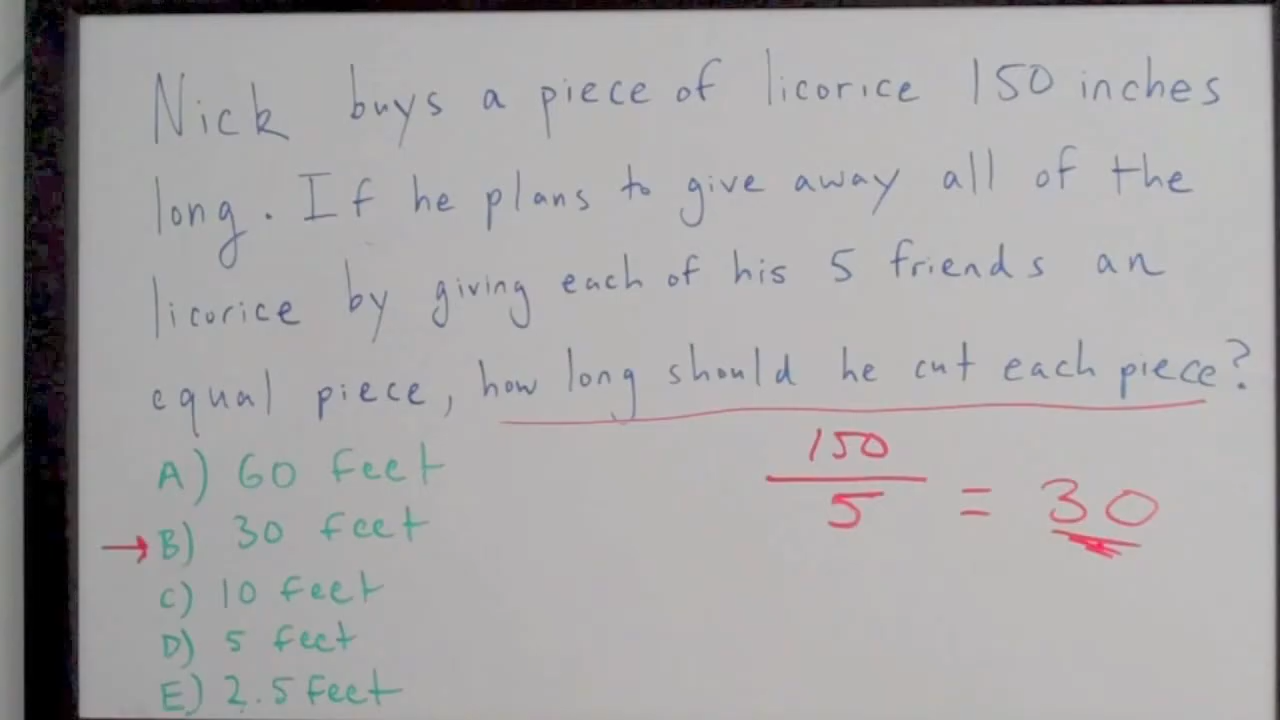 Nick buys a piece of licorice 150 inches
long. If he plans to give away all of the
licorice by giving each of his 5 friends an
equal piece, how long should he cut each piece?
A) 60 feet
→ B) 30 feet
C) 10 feet
D) 5 feet
E) 2.5 feet
150
5
= 30